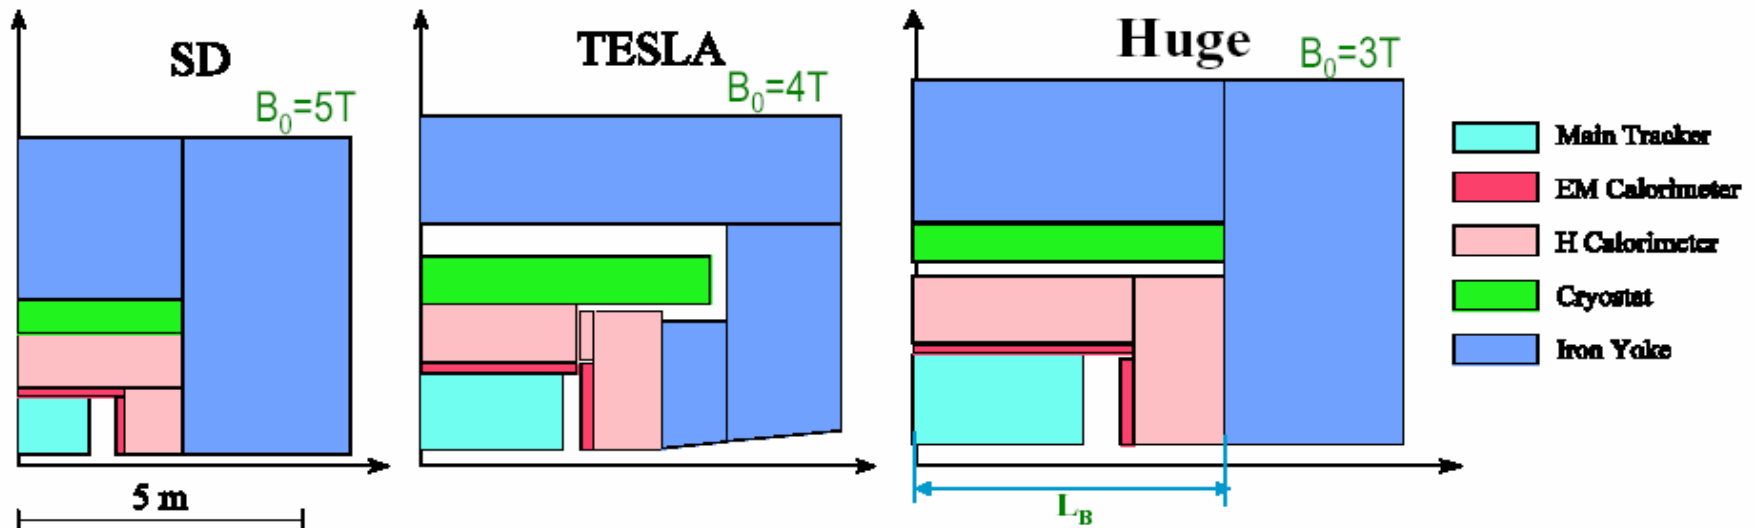 SD
B0=5T
TESLA
B0=4T
Huge
B0=3T
Main Tracker
EM Calorimeter
H Calorimeter
Cryostat
Iron Yoke
5 m
LB